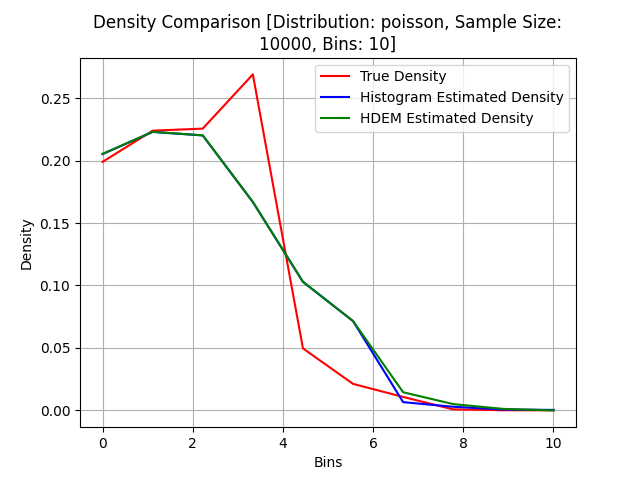 Density Comparison [Distribution: poisson, Sample Size:
10000, Bins: 10]
True Density
Histogram Estimated Density
HDEM Estimated Density
Density
0.25
0.20
0.15
0.10
0.05
0.00
0 2 4 6 8 10
Bins